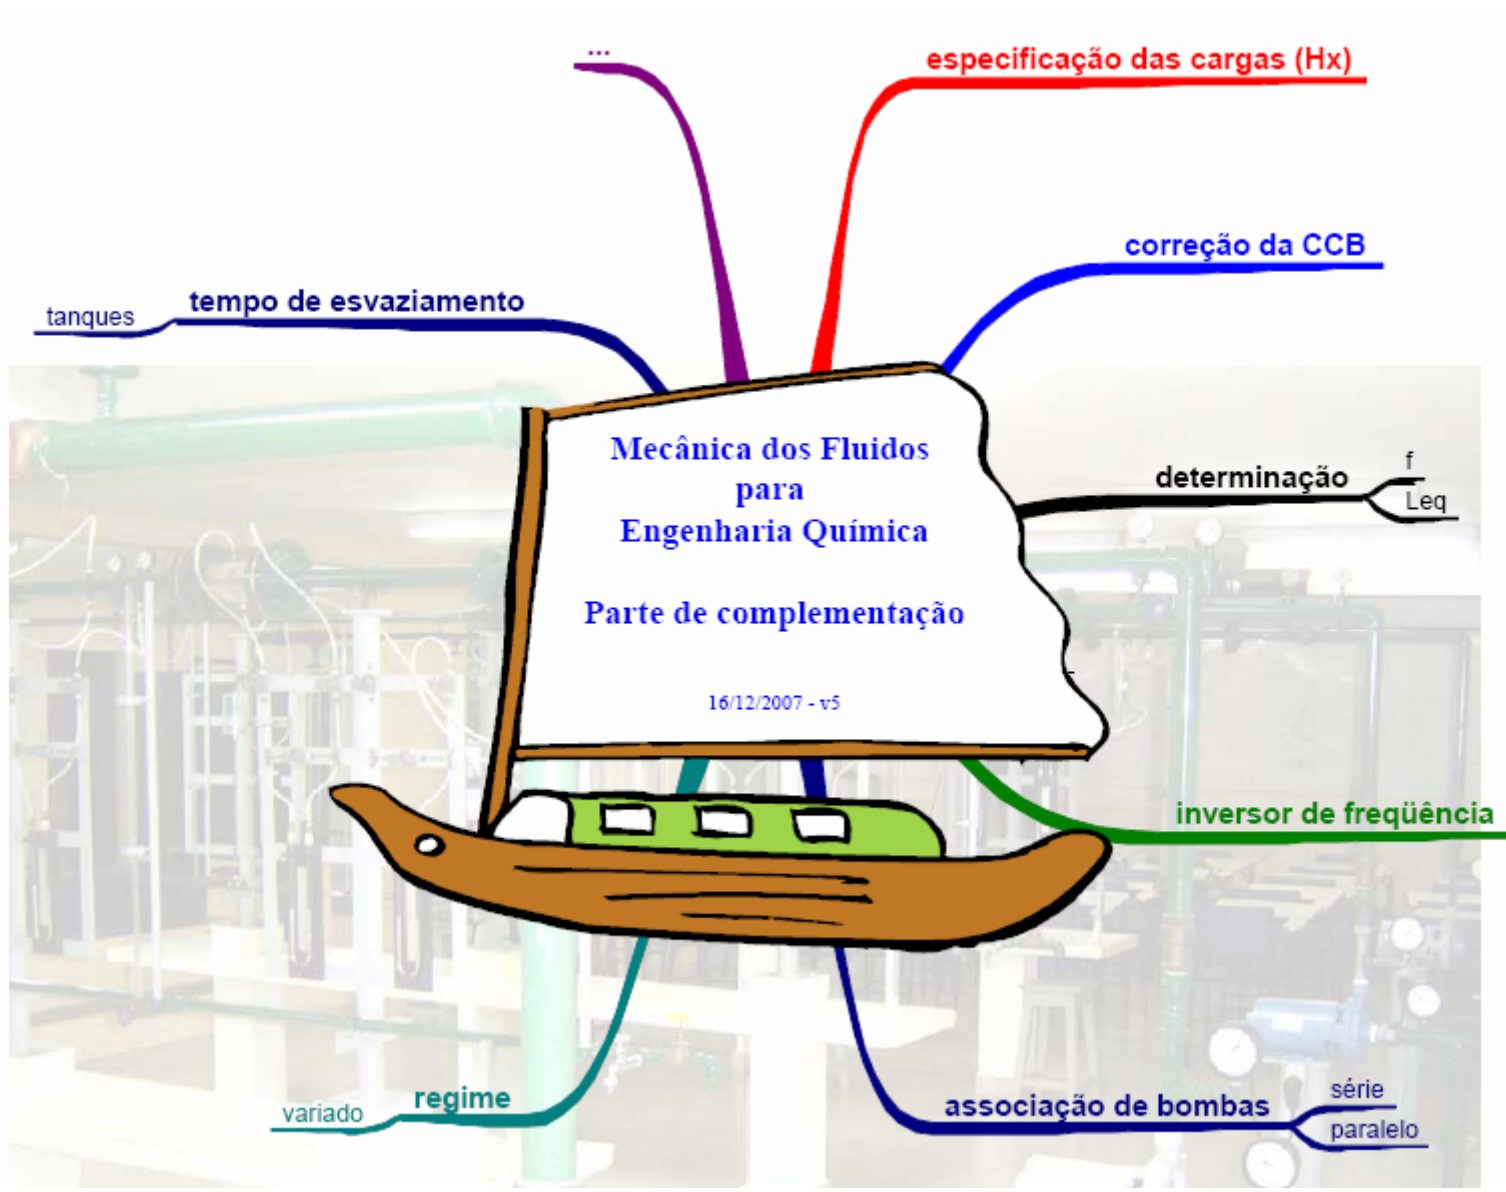 ...
especificação das cargas (Hx)
correção da CCB
tempo de esvaziamento
tanques
Mecânica dos Fluidos
para
Engenharia Química
Parte de complementação
16/12/2007 - v5
determinação
f
Leq
inversor de freqüência
associação de bombas
série
paralelo
regime
variado